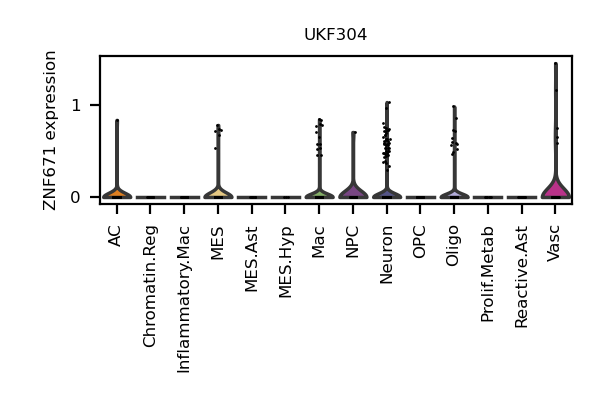 UKF304
ZNF671 expression
1
0
AC
Chromatin.Reg
Inflammatory.Mac
MES
MES.Ast
MES.Hyp
Mac
NPC
Neuron
OPC
Oligo
Prolif.Metab
Reactive.Ast
Vasc